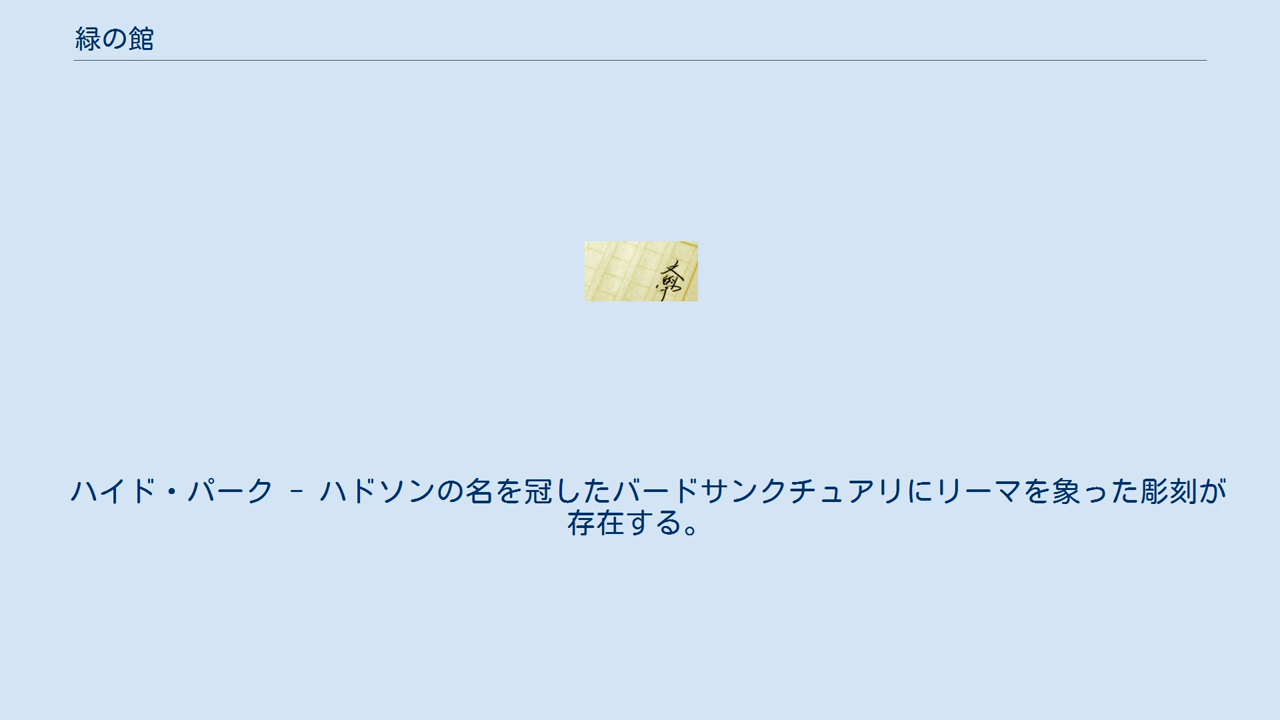 緑の館
ハイド・パーク - ハドソンの名を冠したバードサンクチュアリにリーマを象った彫刻が
存在する。